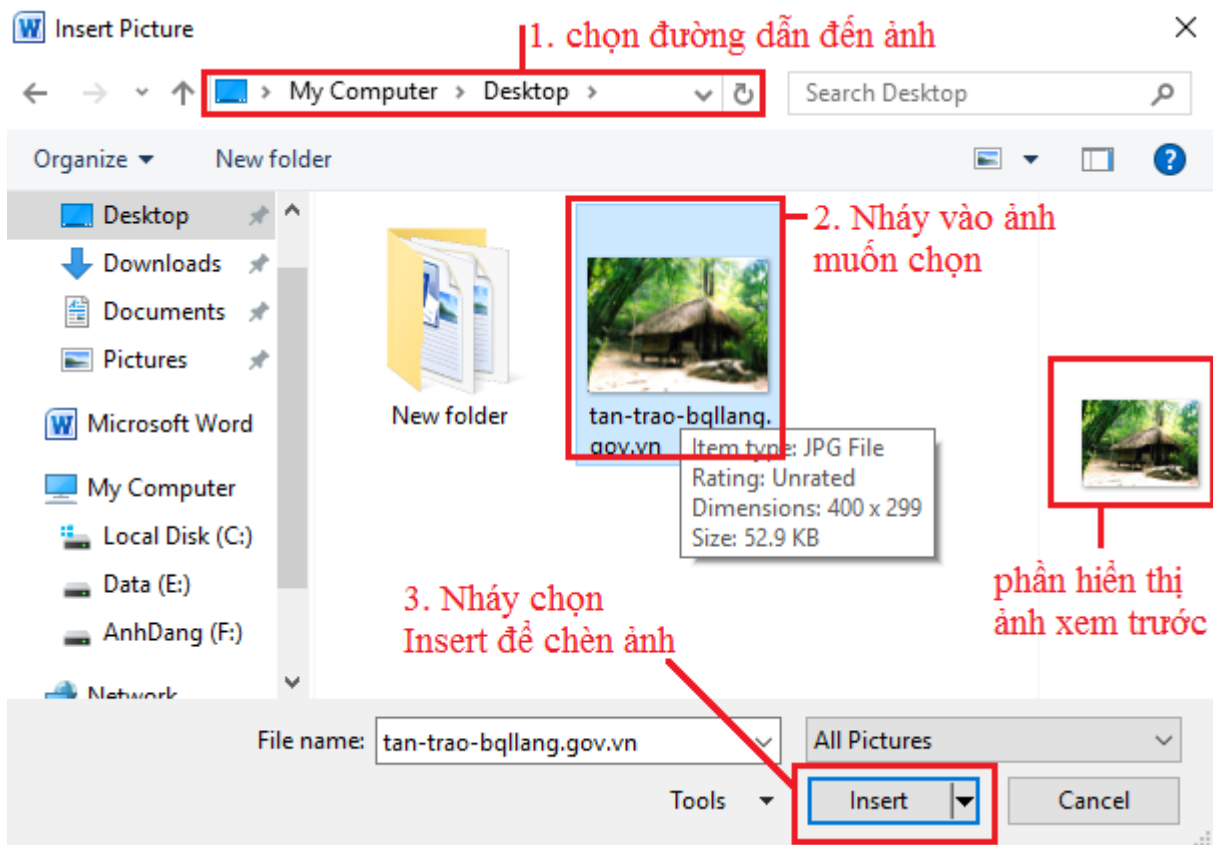 Insert Picture
1. chọn đường dẫn đến ảnh
My Computer > Desktop >
Search Desktop
Organize
New folder
Desktop
Downloads
Documents
Pictures
Microsoft Word
My Computer
Local Disk (C:)
Data (E:)
AnhDang (F:)
Network
New folder
tan-trao-bqllang.
gov.vn
2. Nháy vào ảnh
muốn chọn
Item type: JPG File
Rating: Unrated
Dimensions: 400 x 299
Size: 52.9 KB
phần hiển thị
ảnh xem trước
3. Nháy chọn
Insert để chèn ảnh
File name: tan-trao-bqllang.gov.vn
All Pictures
Tools
Insert
Cancel